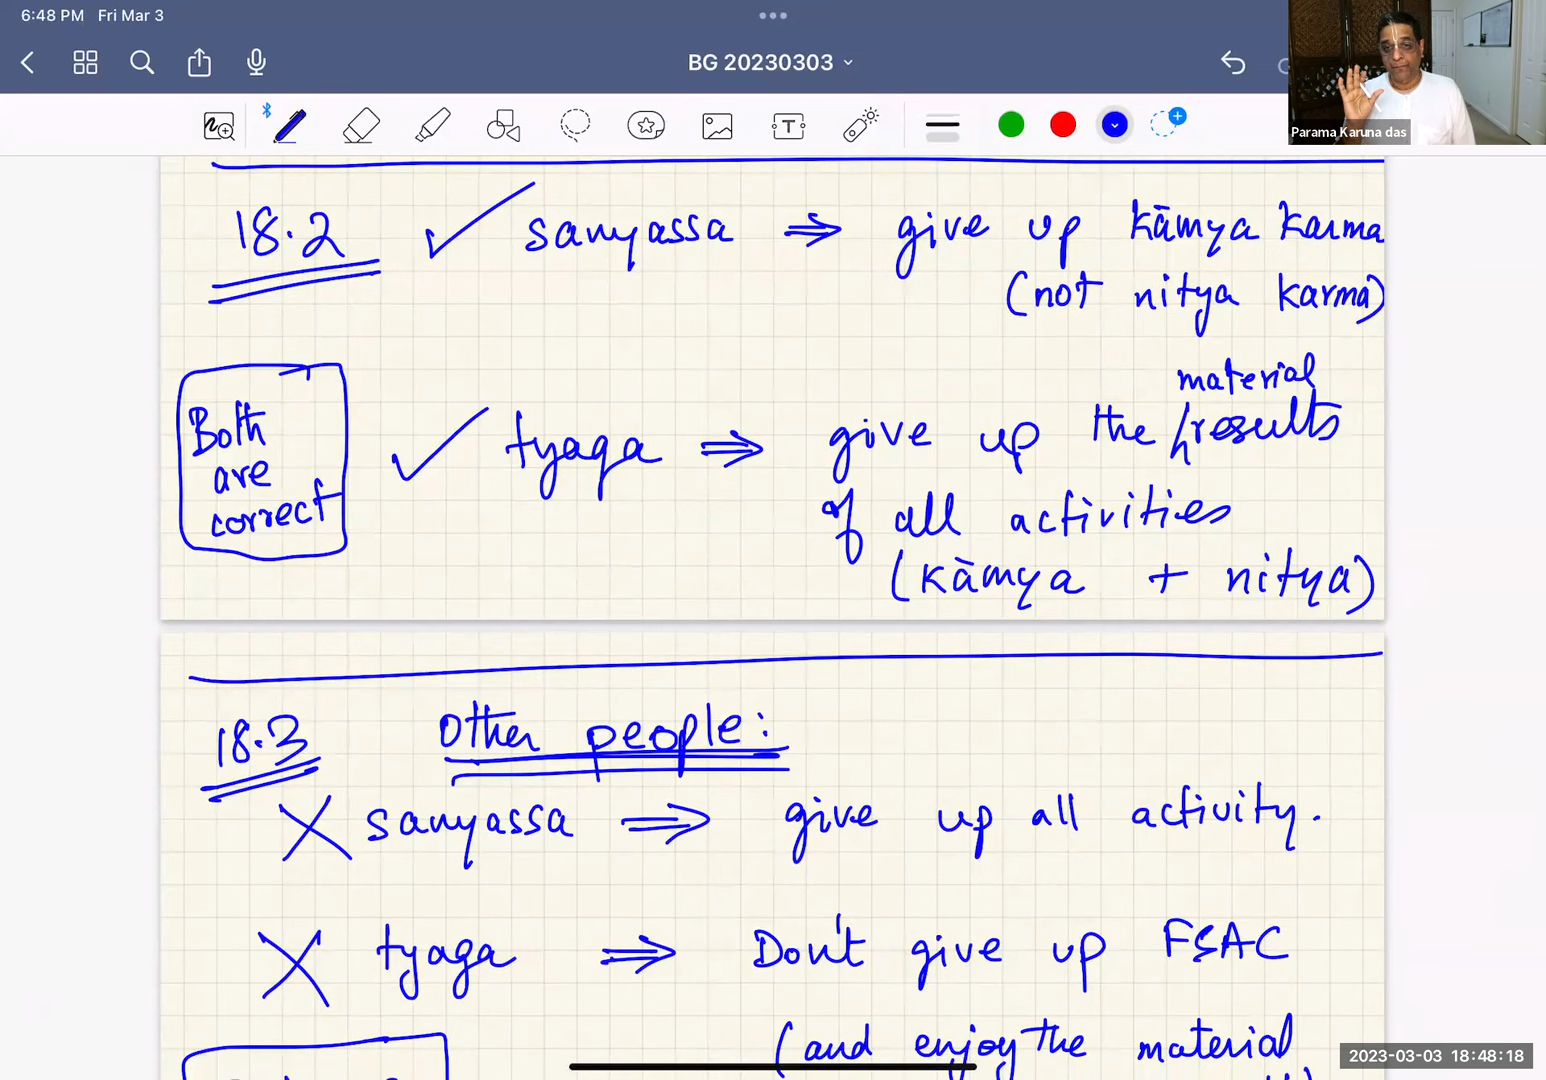 6:48 PM Fri Mar 3
BG 20230303
T
Parama Karuna das
18.2 sanyassa ⇒ give up kāmya karma
(not nitya karma)
Both
are
correct
material
tyaga ⇒ give up the results
of all activities
(kāmya + nitya)
18.3 Other people:
sanyassa ⇒ give up all activity.
tyaga ⇒ Don't give up FSAC
(and enjoy the material
2023-03-03 18:48:18